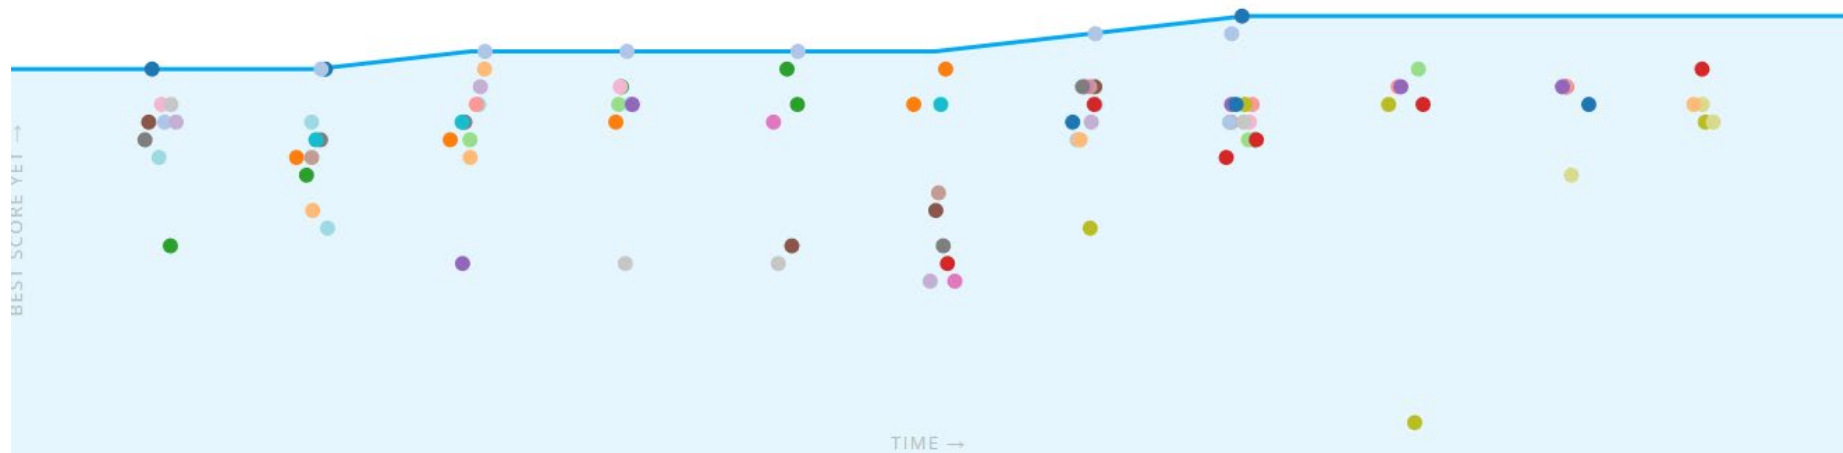 BEST SCORE YET →
TIME →